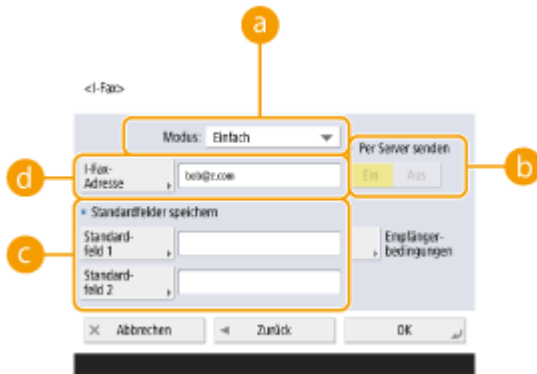 a
<I-Fax>
Modus: Einfach
Per Server senden
b
Ein Aus
d
I-Fax-
Adresse
bob@z.com
c
Standardfelder speichern
Standard-
feld 1
Empfänger-
bedingungen
Standard-
feld 2
Abbrechen
Zurück
OK